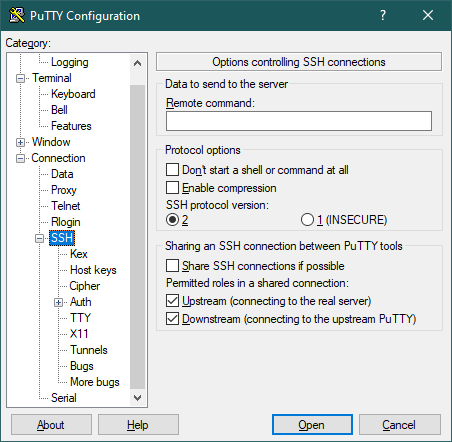 PuTTY Configuration
Category:
Logging
Terminal
Keyboard
Bell
Features
Window
Connection
Data
Proxy
Telnet
Rlogin
SSH
Kex
Host keys
Cipher
Auth
TTY
X11
Tunnels
Bugs
More bugs
Serial
Options controlling SSH connections
Data to send to the server
Remote command:
Protocol options
Don't start a shell or command at all
Enable compression
SSH protocol version:
2 1 (INSECURE)
Sharing an SSH connection between PuTTY tools
Share SSH connections if possible
Permitted roles in a shared connection:
Upstream (connecting to the real server)
Downstream (connecting to the upstream PuTTY)
About Help Open Cancel